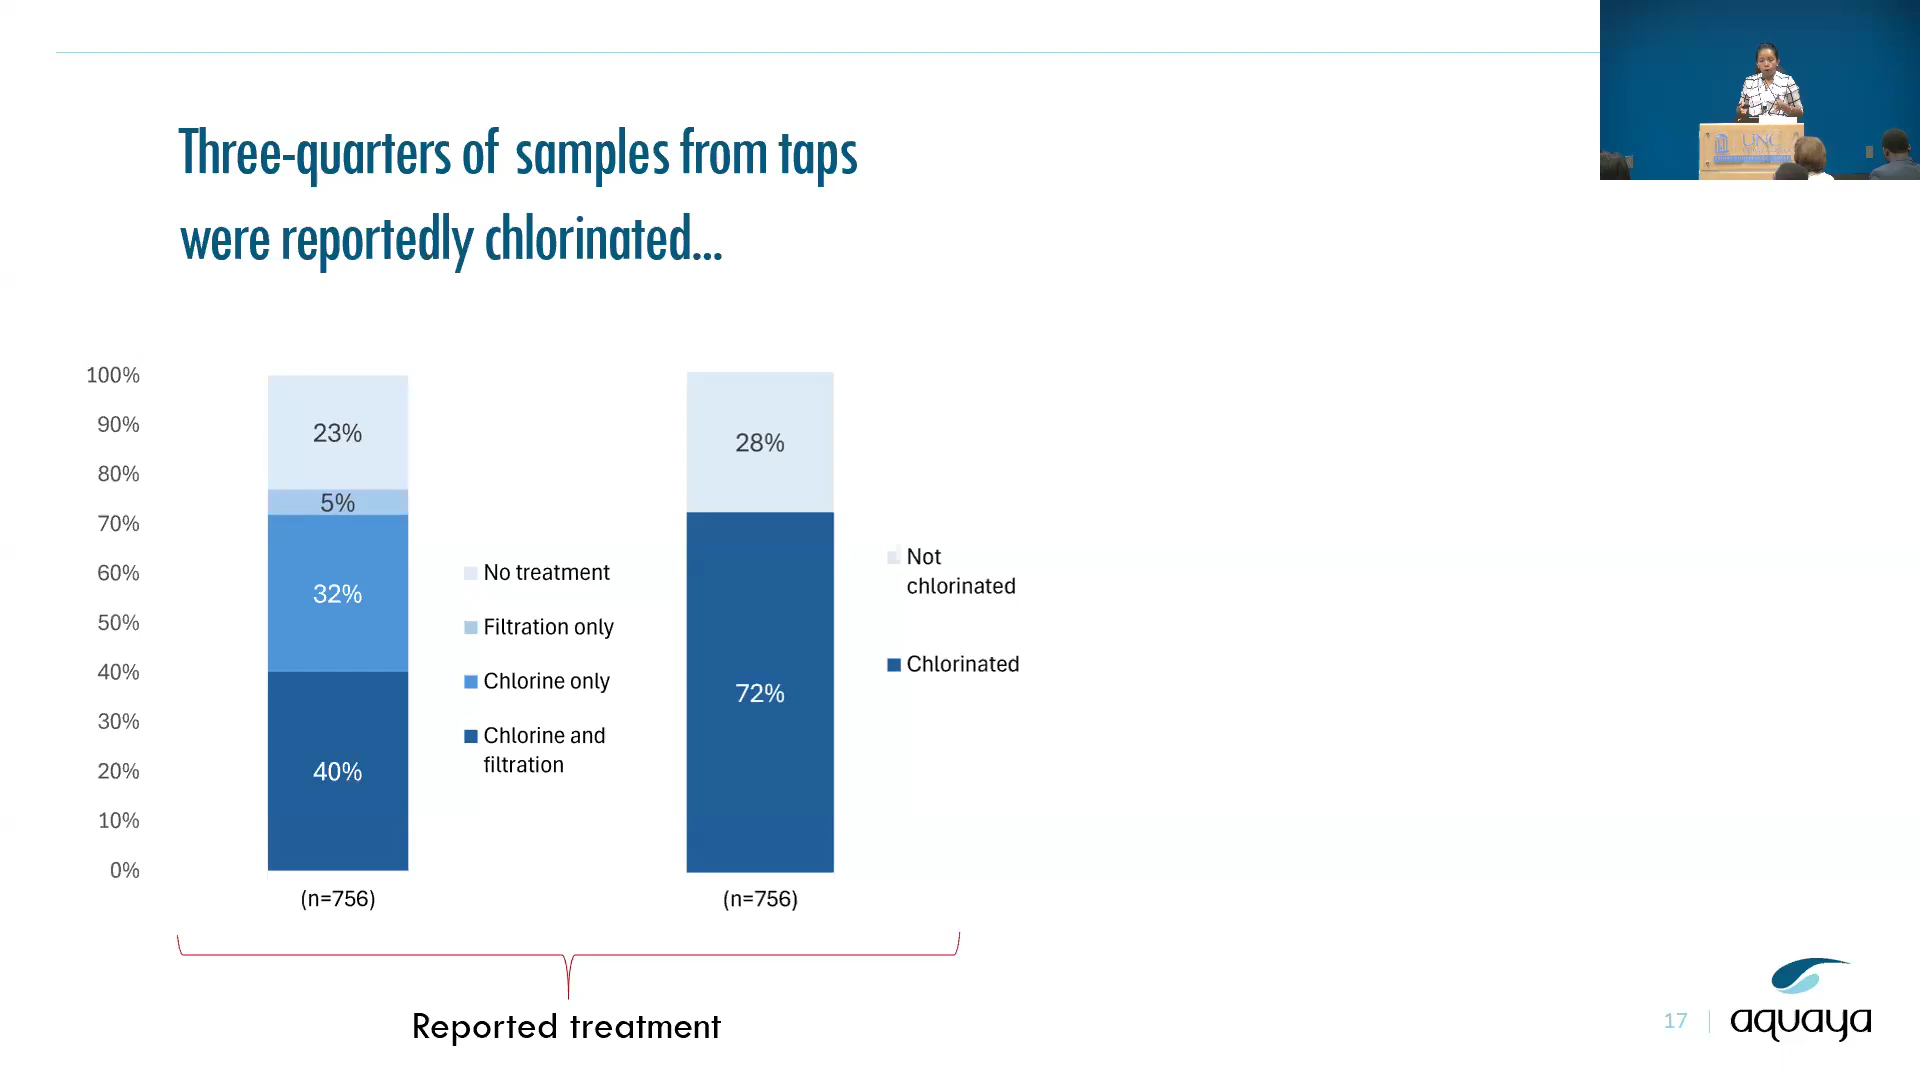 Three-quarters of samples from taps
were reportedly chlorinated...
100%
90%
80%
70%
60%
50%
40%
30%
20%
10%
0%
23%
5%
32%
40%
(n=756)
No treatment
Filtration only
Chlorine only
Chlorine and
filtration
28%
72%
(n=756)
Not
chlorinated
Chlorinated
Reported treatment
UNC
17
aquaya